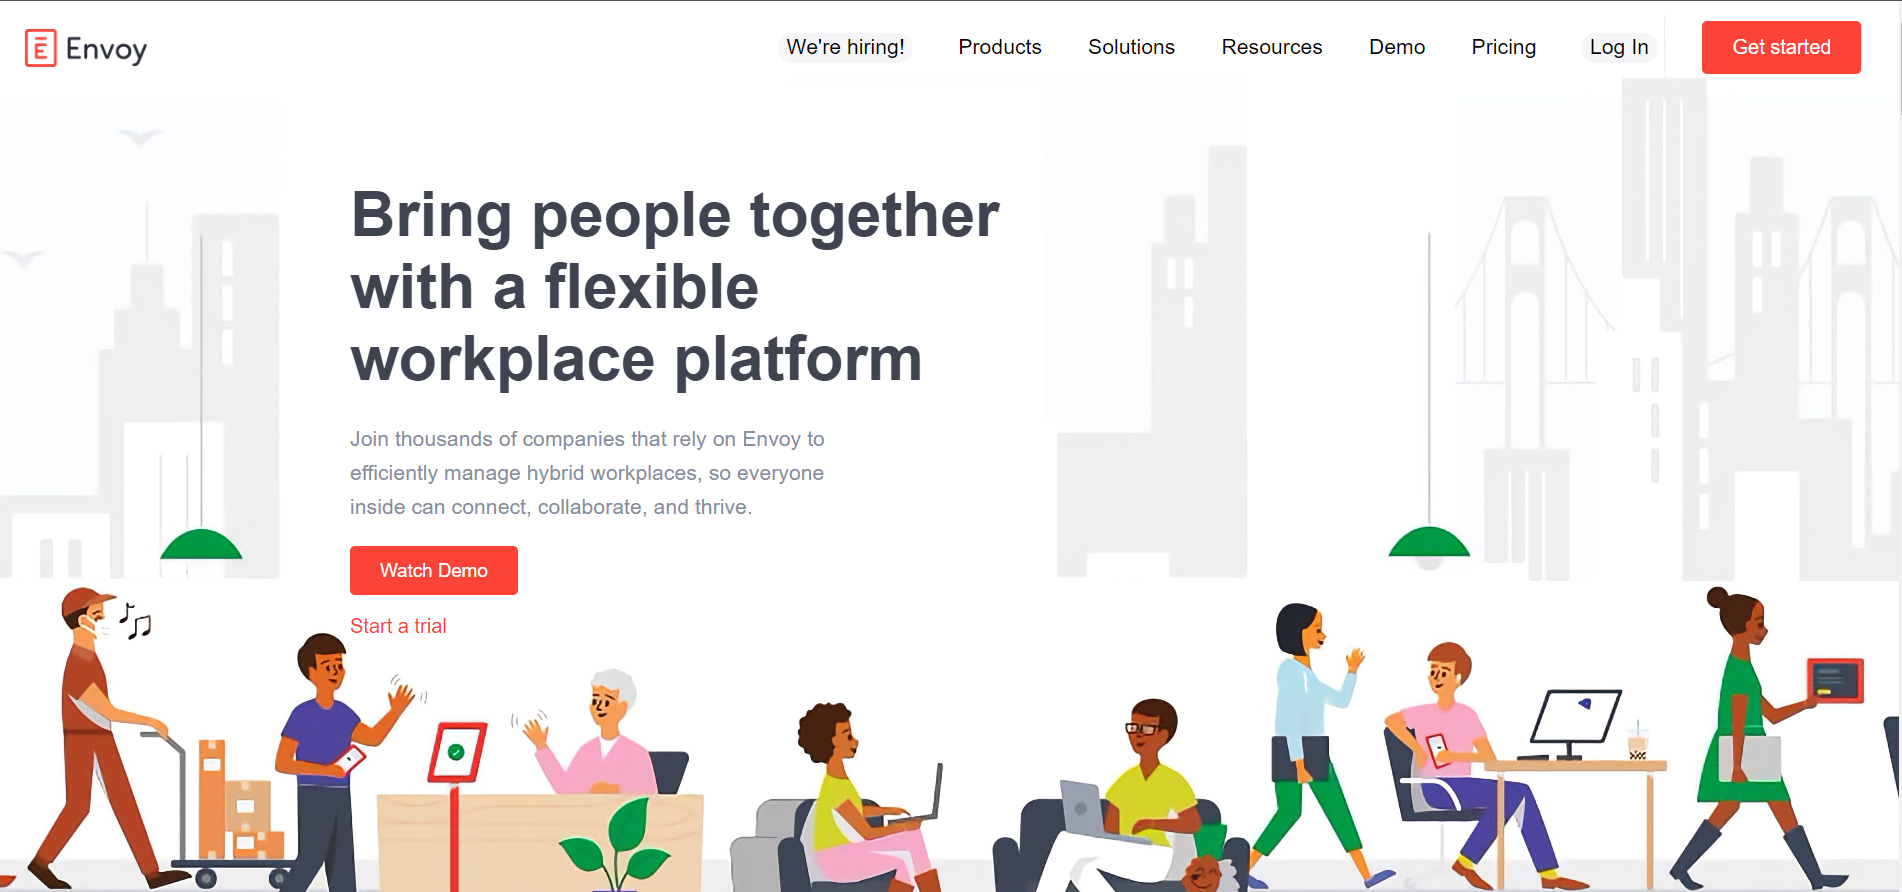 Envoy
We're hiring!
Products
Solutions
Resources
Demo
Pricing
Log In
Get started
Bring people together
with a flexible
workplace platform
Join thousands of companies that rely on Envoy to
efficiently manage hybrid workplaces, so everyone
inside can connect, collaborate, and thrive.
Watch Demo
Start a trial